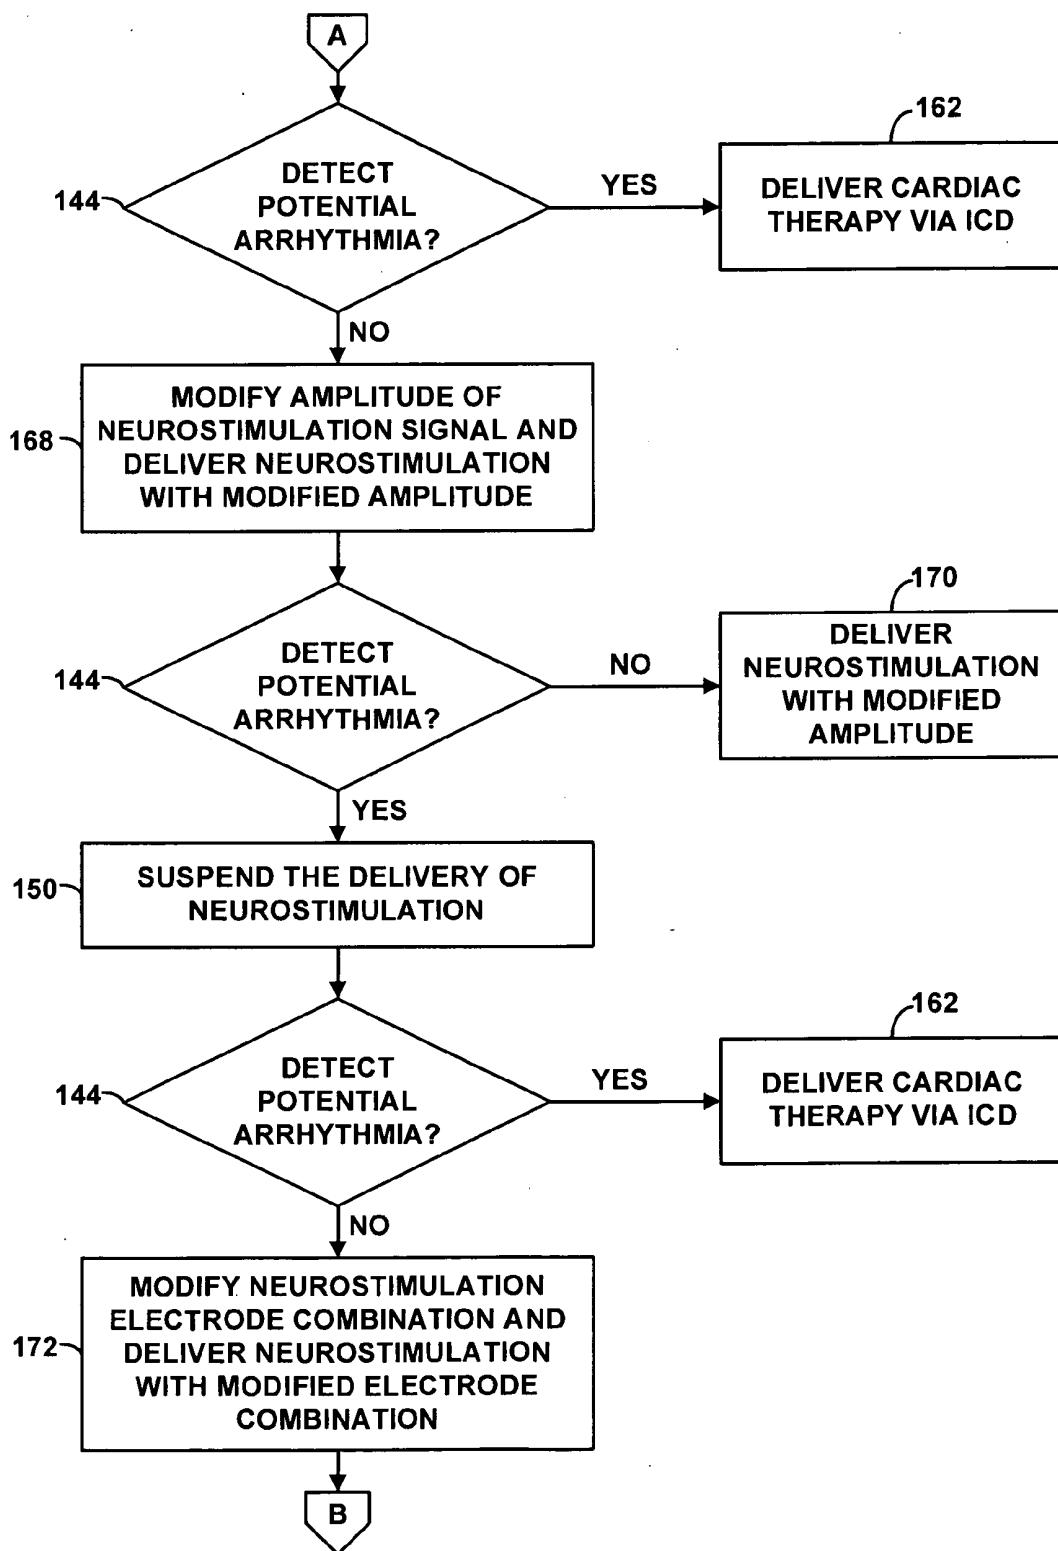 A
DETECT
POTENTIAL
ARRHYTHMIA?
144
YES
162
DELIVER CARDIAC
THERAPY VIA ICD
NO
168
MODIFY AMPLITUDE OF
NEUROSTIMULATION SIGNAL AND
DELIVER NEUROSTIMULATION
WITH MODIFIED AMPLITUDE
144
DETECT
POTENTIAL
ARRHYTHMIA?
NO
170
DELIVER
NEUROSTIMULATION
WITH MODIFIED
AMPLITUDE
YES
150
SUSPEND THE DELIVERY OF
NEUROSTIMULATION
144
DETECT
POTENTIAL
ARRHYTHMIA?
YES
162
DELIVER CARDIAC
THERAPY VIA ICD
NO
172
MODIFY NEUROSTIMULATION
ELECTRODE COMBINATION AND
DELIVER NEUROSTIMULATION
WITH MODIFIED ELECTRODE
COMBINATION
B